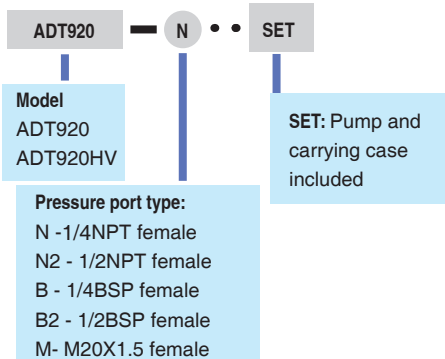 ADT920 — N • • SET
Model
ADT920
ADT920HV
SET: Pump and
carrying case
included
Pressure port type:
N -1/4NPT female
N2 - 1/2NPT female
B - 1/4BSP female
B2 - 1/2BSP female
M- M20X1.5 female